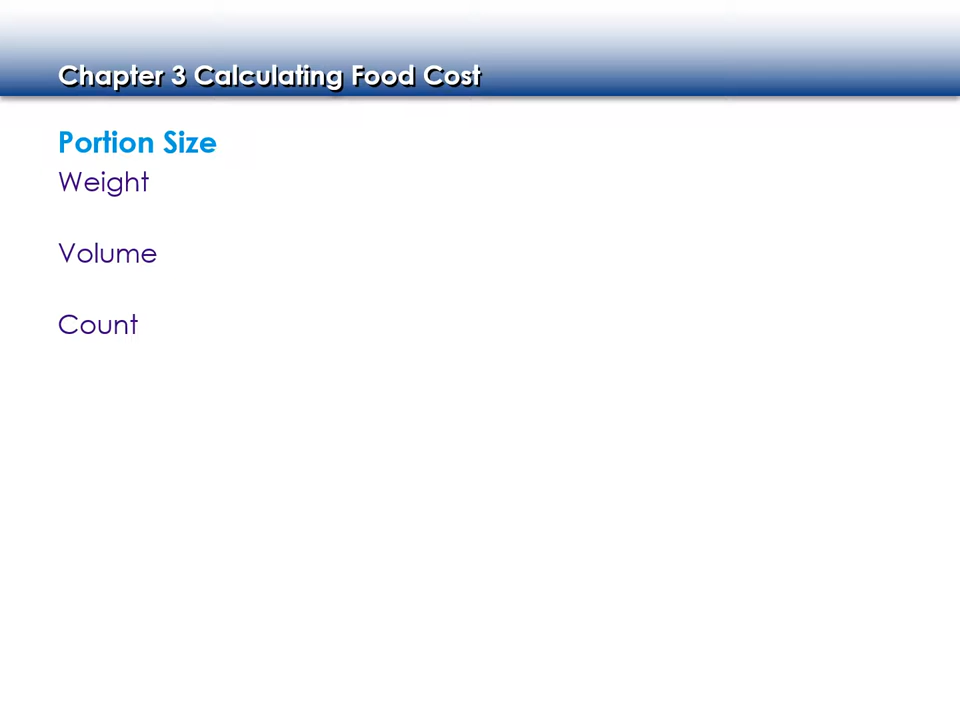 Chapter 3 Calculating Food Cost
Portion Size
Weight
Volume
Count